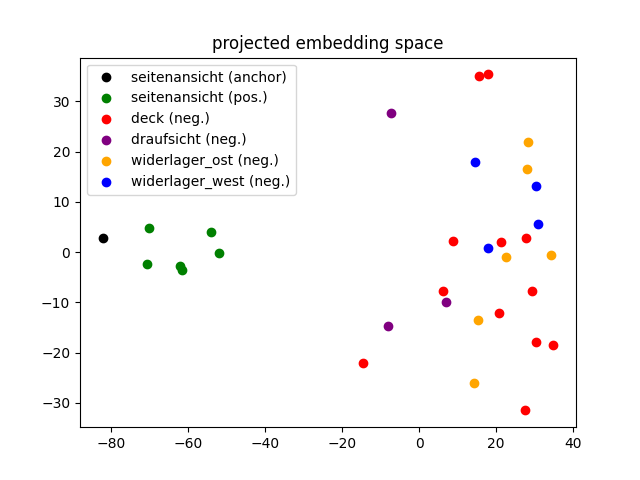 projected embedding space
seitenansicht (anchor)
seitenansicht (pos.)
deck (neg.)
draufsicht (neg.)
widerlager_ost (neg.)
widerlager_west (neg.)
30
20
10
0
−10
−20
−30
−80 −60 −40 −20 0 20 40